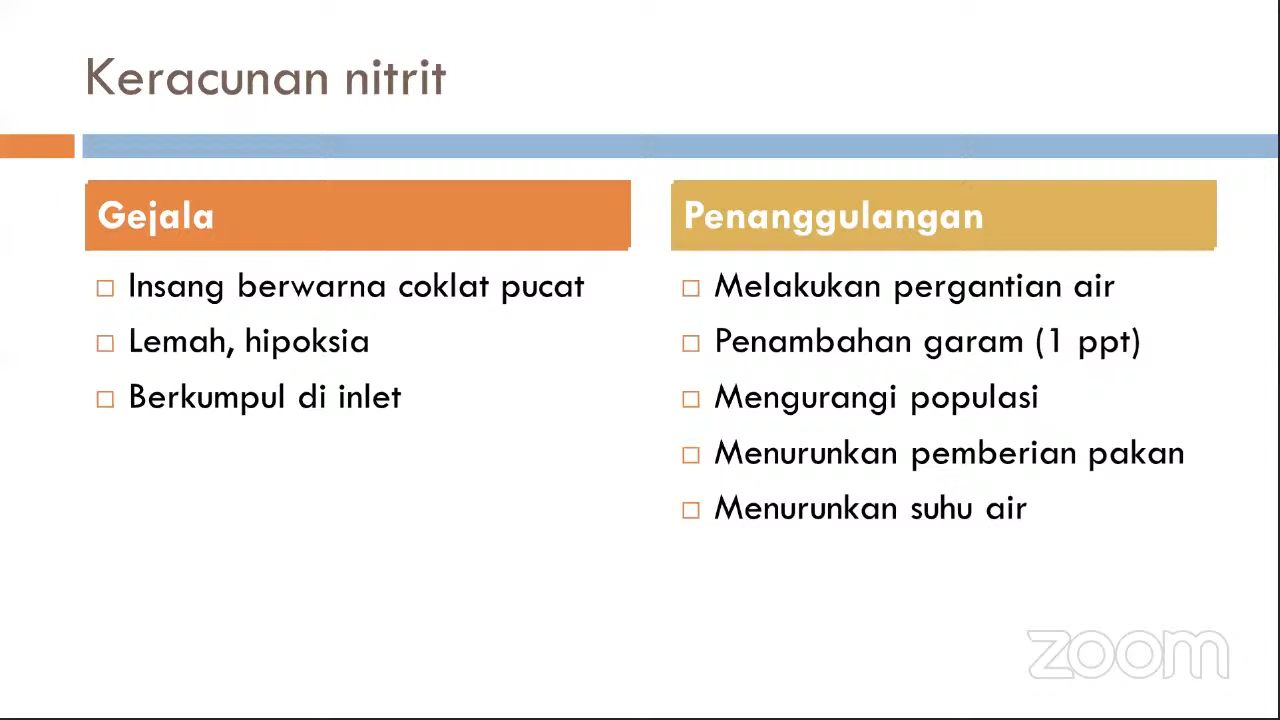 Keracunan nitrit
Gejala
Insang berwarna coklat pucat
Lemah, hipoksia
Berkumpul di inlet
Penanggulangan
Melakukan pergantian air
Penambahan garam (1 ppt)
Mengurangi populasi
Menurunkan pemberian pakan
Menurunkan suhu air
zoom